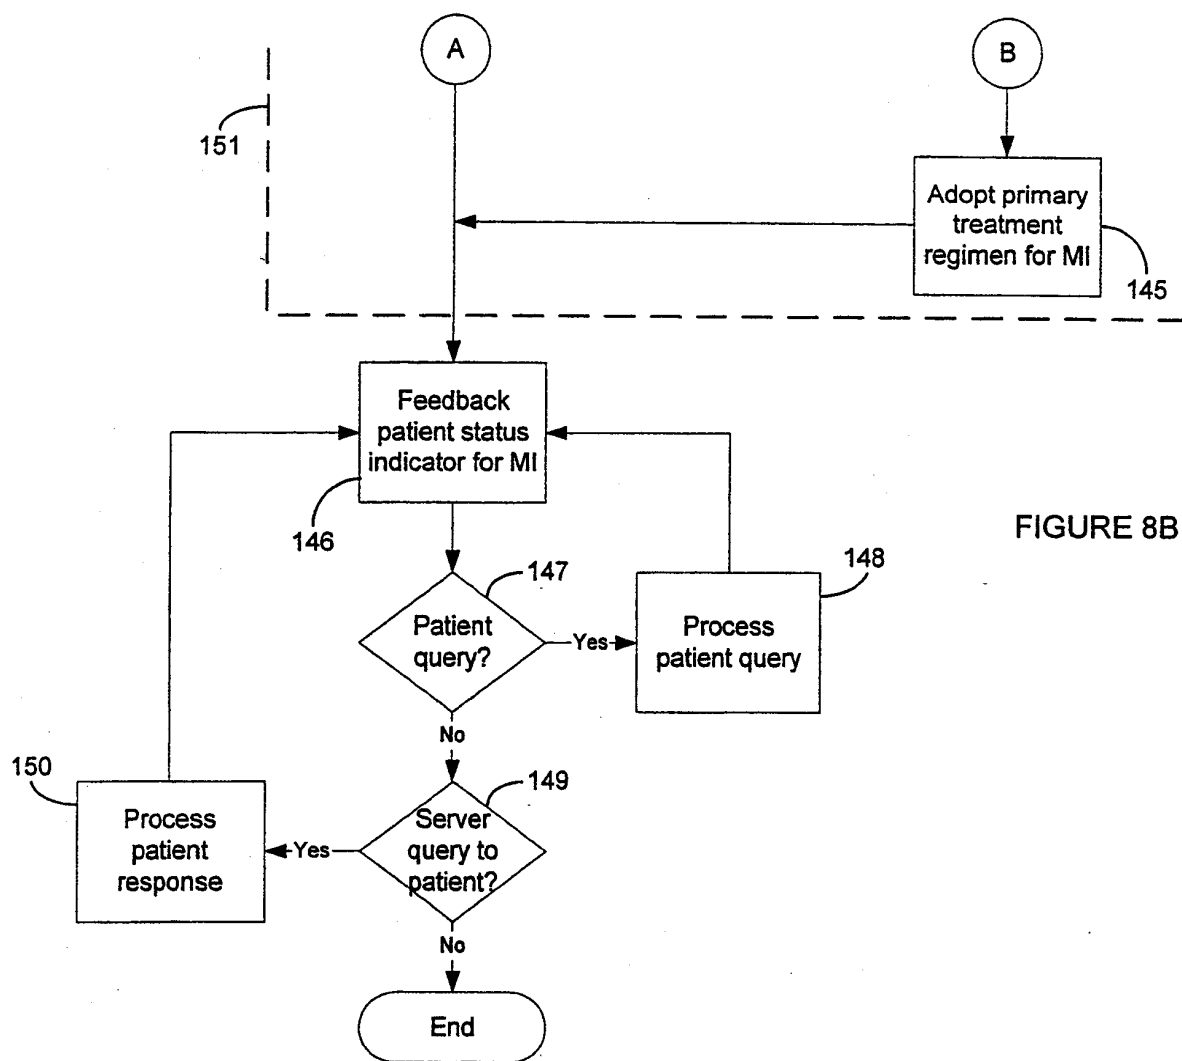 A
B
151
Adopt primary
treatment
regimen for MI
145
Feedback
patient status
indicator for MI
146
FIGURE 8B
147
148
Patient
query?
Yes
Process
patient query
No
150
149
Process
patient
response
Yes
Server
query to
patient?
No
End